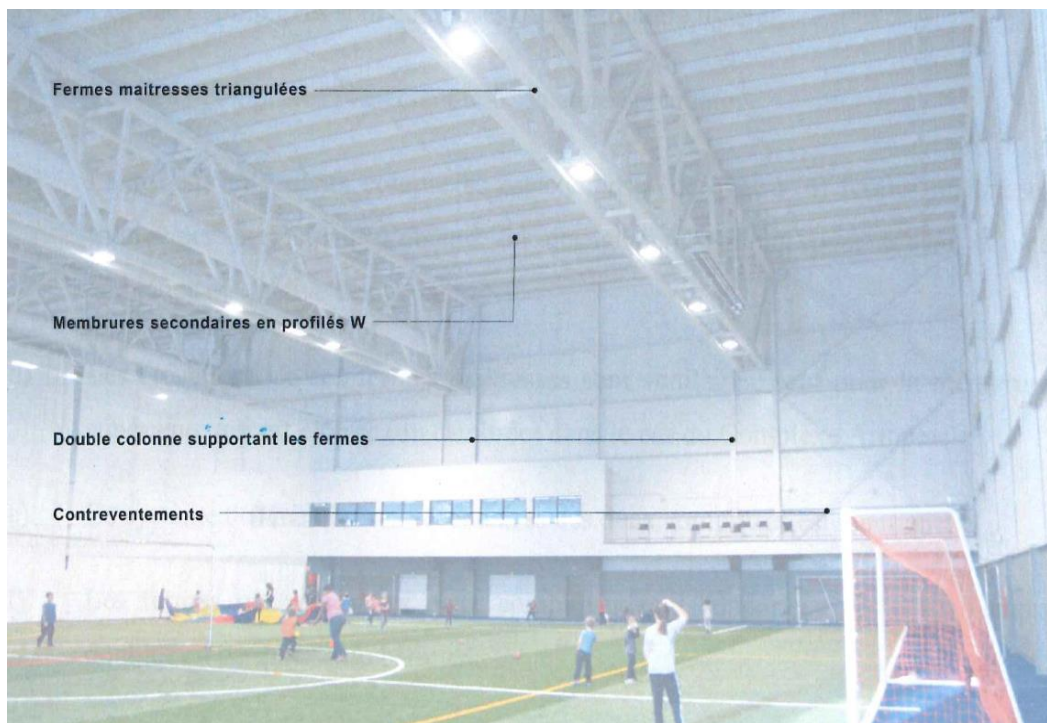 Fermes maitresses triangulées
Membrures secondaires en profilés W
Double colonne supportant les fermes
Contreventements